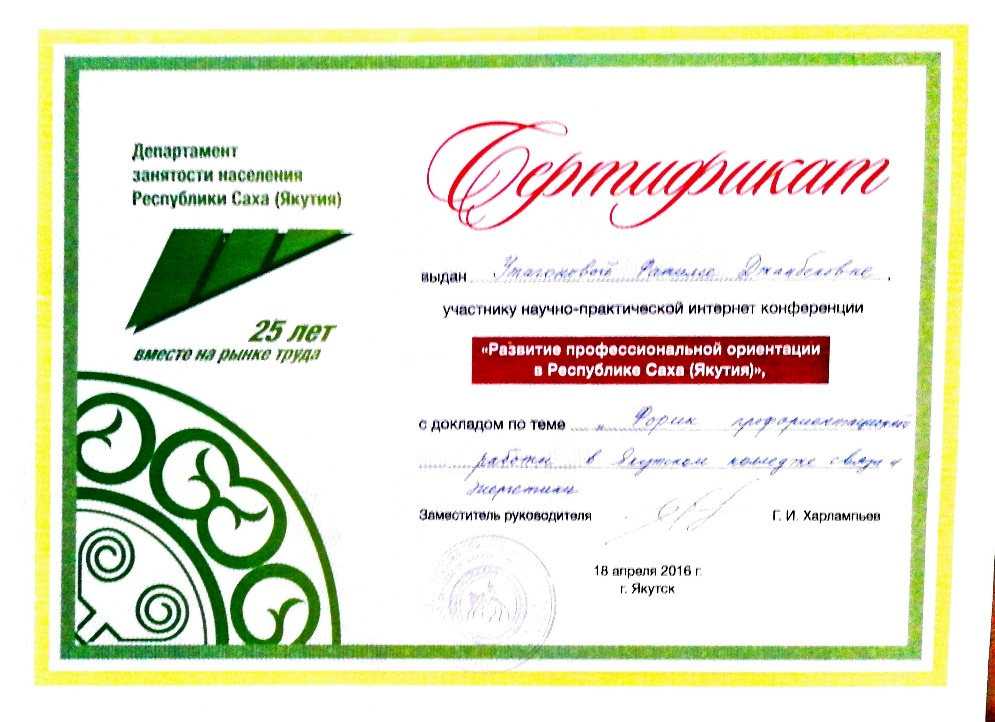 Департамент
занятости населения
Республики Саха (Якутия)
25 лет
вместе на рынке труда
Сертификат
выдан Утагоновой Фатиме Джамбековне .
участнику научно-практической интернет конференции
«Развитие профессиональной ориентации
в Республике Саха (Якутия)»,
с докладом по теме „ Форик профориентационной
работы в Якутском колледже связи и
энергетики
Заместитель руководителя Г. И. Харлампьев
18 апреля 2016 г.
г. Якутск